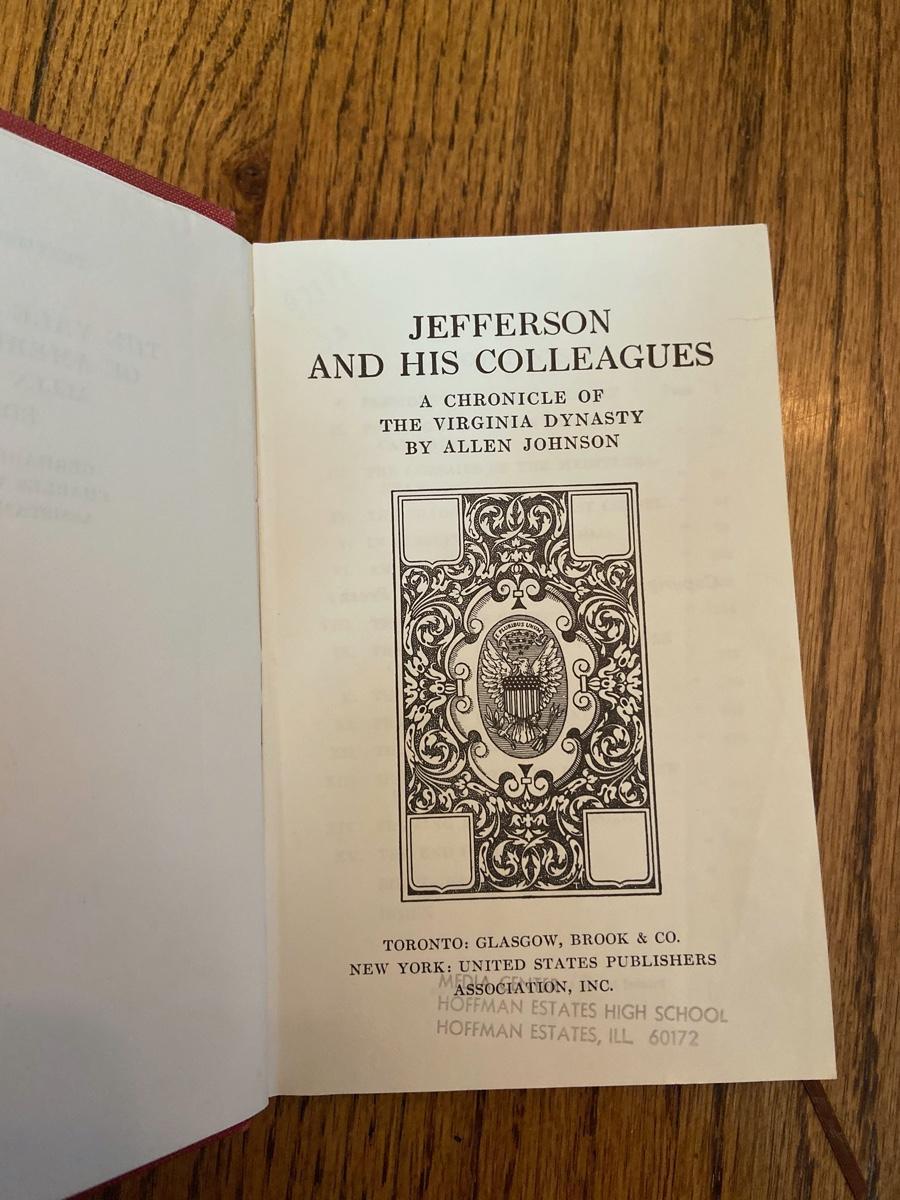 JEFFERSON
AND HIS COLLEAGUES
A CHRONICLE OF
THE VIRGINIA DYNASTY
BY ALLEN JOHNSON
E PLURIBUS UNUM
TORONTO: GLASGOW, BROOK & CO.
NEW YORK: UNITED STATES PUBLISHERS
ASSOCIATION, INC.
MEDIA CENTER
HOFFMAN ESTATES HIGH SCHOOL
HOFFMAN ESTATES, ILL 60172